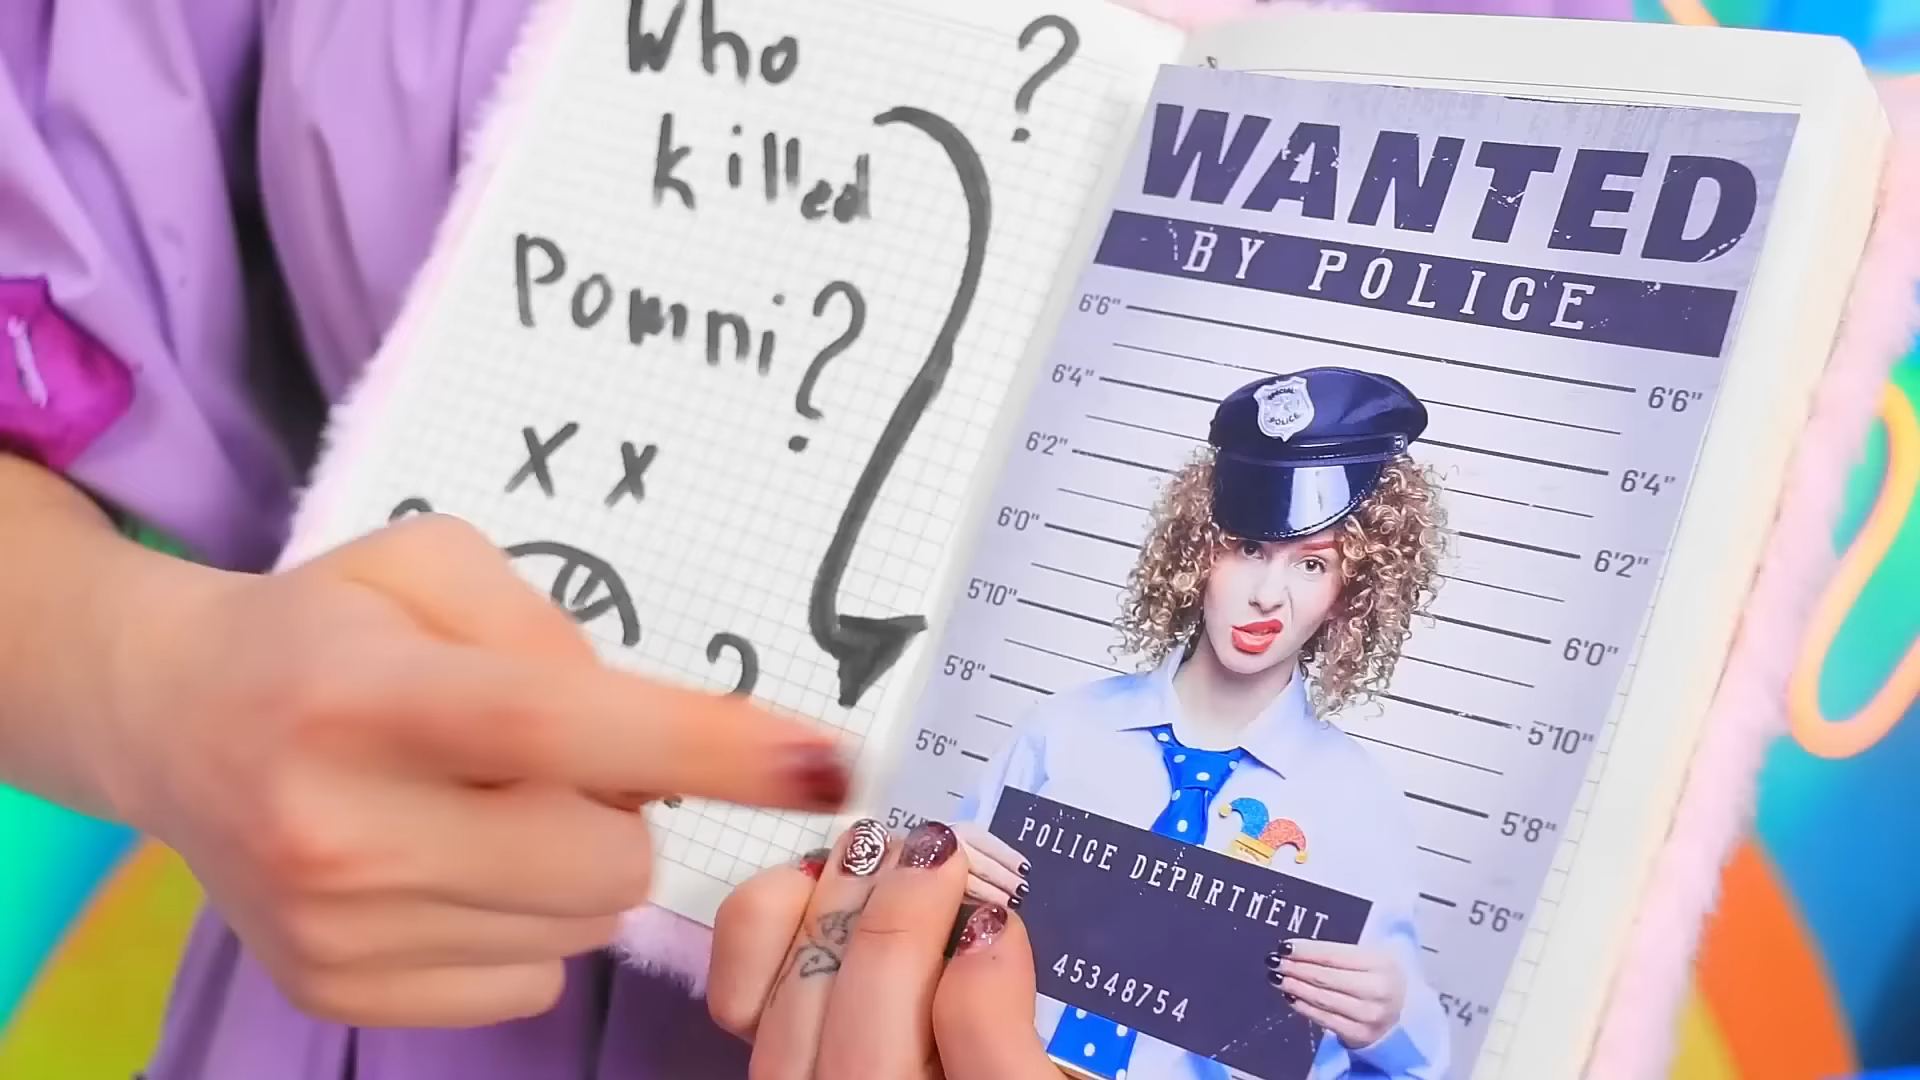 Who
killed
Pomni?
x x
?
?
WANTED
BY POLICE
6'6" 6'6"
6'4" 6'4"
6'2" 6'2"
6'0" 6'0"
5'10" 5'10"
5'8" 5'8"
5'6" 5'6"
5'4" 5'4"
POLICE
POLICE DEPARTMENT
45348754